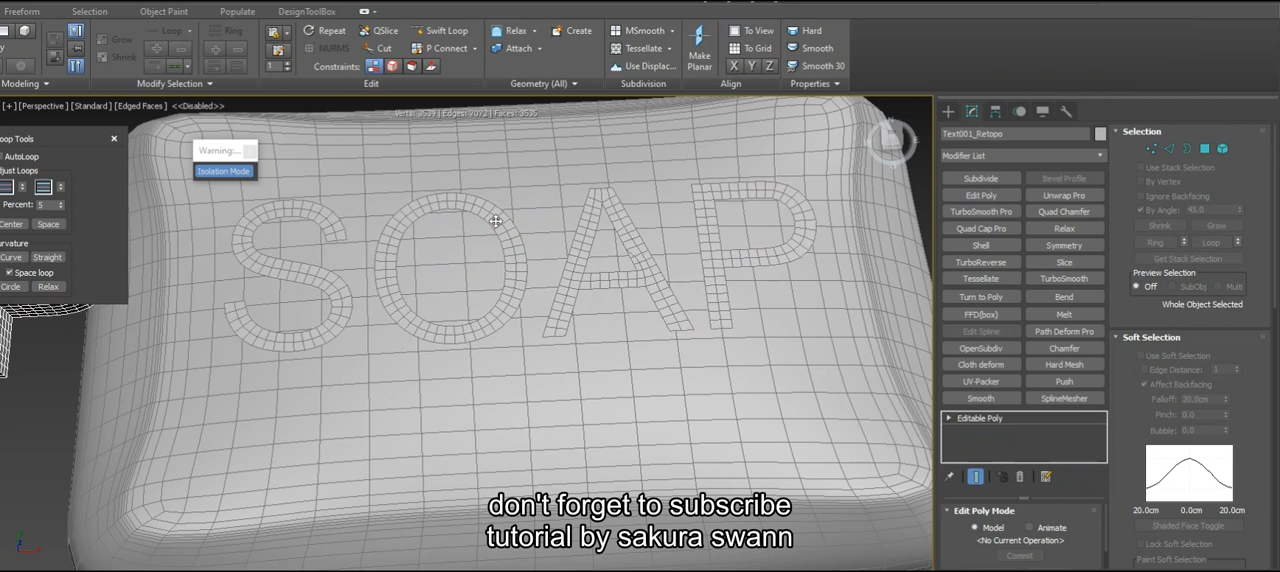 Freeform Selection Object Paint Populate DesignToolBox
Grow
Shrink
Loop Ring
Repeat QSlice Swift Loop
NURMS Cut P Connect
1 Constraints:
Relax Create
Attach
MSmooth
Tessellate
Use Displac...
Make
Planar
To View
To Grid
X Y Z
Hard
Smooth
Smooth 30
Modeling Modify Selection Edit Geometry (All) Subdivision Align Properties
[+] [Perspective] [Standard] [Edged Faces] <<Disabled>>
oop Tools
AutoLoop
djust Loops
Percent: 5
Center Space
urvature
Curve Straight
Space loop
Circle Relax
Warning:...
Isolation Mode
SOAP
Text001_Retopo
Modifier List
Subdivide Bevel Profile
Edit Poly Unwrap Pro
TurboSmooth Pro Quad Chamfer
Quad Cap Pro Relax
Shell Symmetry
TurboReverse Slice
Tessellate TurboSmooth
Turn to Poly Bend
FFD(box) Melt
Edit Spline Path Deform Pro
OpenSubdiv Chamfer
Cloth deform Hard Mesh
UV-Packer Push
Smooth SplineMesher
Editable Poly
Edit Poly Mode
Model Animate
<No Current Operation>
Commit
Selection
Use Stack Selection
By Vertex
Ignore Backfacing
By Angle: 45.0
Shrink Grow
Ring Loop
Get Stack Selection
Preview Selection
Off SubObj Multi
Whole Object Selected
Soft Selection
Use Soft Selection
Edge Distance: 1
Affect Backfacing
Falloff: 20.0cm
Pinch: 0.0
Bubble: 0.0
20.0cm 0.0cm 20.0cm
Shaded Face Toggle
Lock Soft Selection
Paint Soft Selection
don't forget to subscribe
tutorial by sakura swann